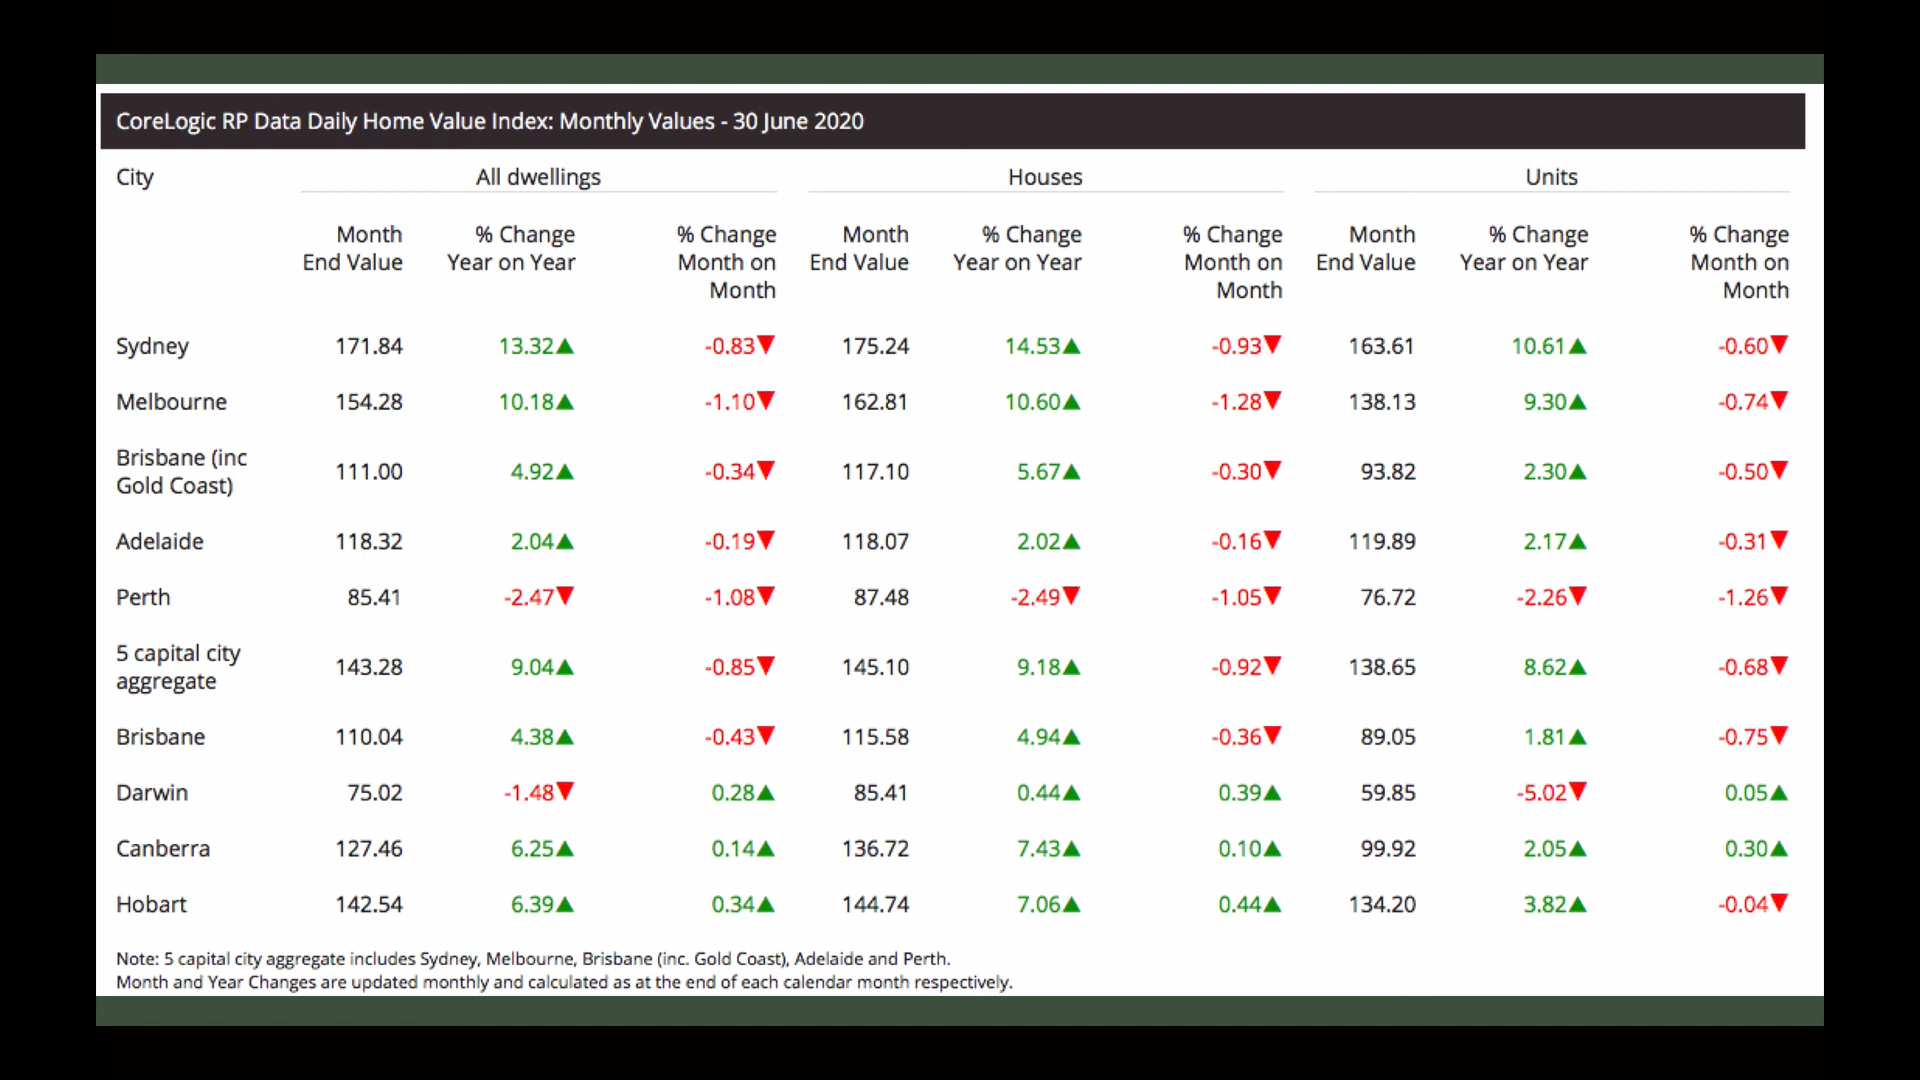 CoreLogic RP Data Daily Home Value Index: Monthly Values - 30 June 2020
City All dwellings Houses Units
Month End Value % Change Year on Year % Change Month on Month Month End Value % Change Year on Year % Change Month on Month Month End Value % Change Year on Year % Change Month on Month
Sydney 171.84 13.32▲ -0.83▼ 175.24 14.53▲ -0.93▼ 163.61 10.61▲ -0.60▼
Melbourne 154.28 10.18▲ -1.10▼ 162.81 10.60▲ -1.28▼ 138.13 9.30▲ -0.74▼
Brisbane (inc Gold Coast) 111.00 4.92▲ -0.34▼ 117.10 5.67▲ -0.30▼ 93.82 2.30▲ -0.50▼
Adelaide 118.32 2.04▲ -0.19▼ 118.07 2.02▲ -0.16▼ 119.89 2.17▲ -0.31▼
Perth 85.41 -2.47▼ -1.08▼ 87.48 -2.49▼ -1.05▼ 76.72 -2.26▼ -1.26▼
5 capital city aggregate 143.28 9.04▲ -0.85▼ 145.10 9.18▲ -0.92▼ 138.65 8.62▲ -0.68▼
Brisbane 110.04 4.38▲ -0.43▼ 115.58 4.94▲ -0.36▼ 89.05 1.81▲ -0.75▼
Darwin 75.02 -1.48▼ 0.28▲ 85.41 0.44▲ 0.39▲ 59.85 -5.02▼ 0.05▲
Canberra 127.46 6.25▲ 0.14▲ 136.72 7.43▲ 0.10▲ 99.92 2.05▲ 0.30▲
Hobart 142.54 6.39▲ 0.34▲ 144.74 7.06▲ 0.44▲ 134.20 3.82▲ -0.04▼
Note: 5 capital city aggregate includes Sydney, Melbourne, Brisbane (inc. Gold Coast), Adelaide and Perth.
Month and Year Changes are updated monthly and calculated as at the end of each calendar month respectively.